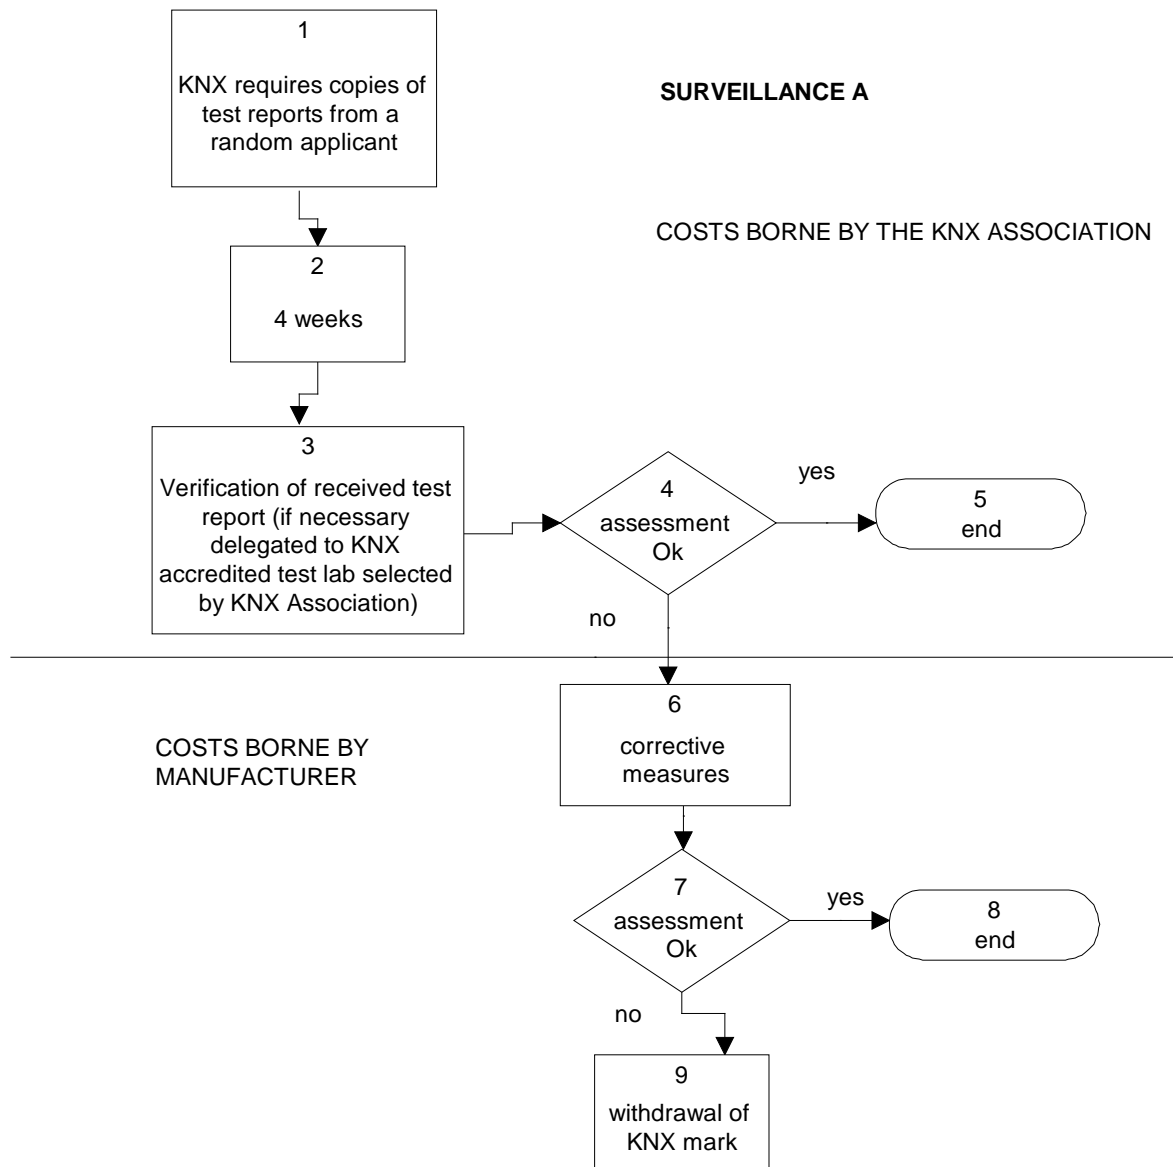 1
KNX requires copies of
test reports from a
random applicant
SURVEILLANCE A
COSTS BORNE BY THE KNX ASSOCIATION
2
4 weeks
3
Verification of received test
report (if necessary
delegated to KNX
accredited test lab selected
by KNX Association)
4
assessment
Ok
yes
5
end
no
COSTS BORNE BY
MANUFACTURER
6
corrective
measures
7
assessment
Ok
yes
8
end
no
9
withdrawal of
KNX mark